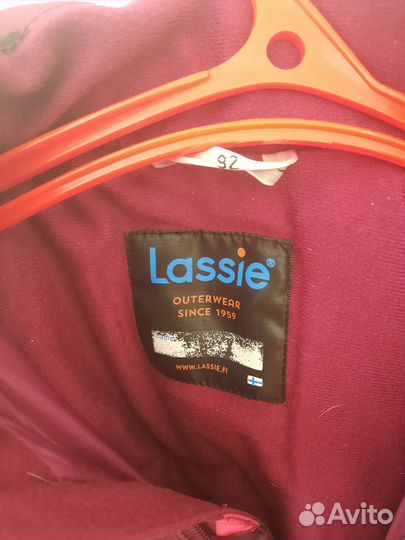 92
Lassie®
OUTERWEAR
SINCE 1959
WWW.LASSIE.FI
Avito